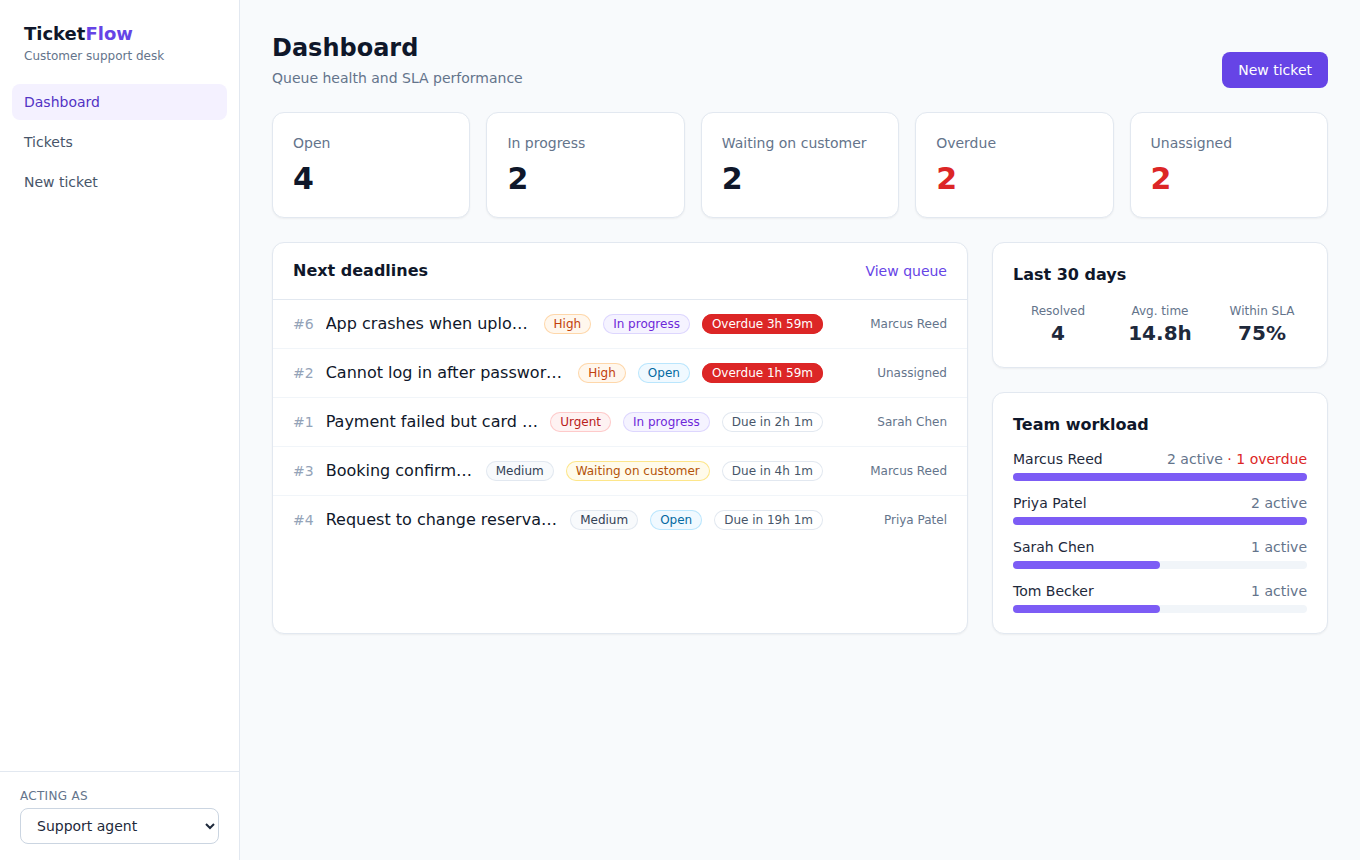 TicketFlow
Customer support desk
Dashboard
Tickets
New ticket
ACTING AS
Support agent
Dashboard
Queue health and SLA performance
New ticket
Open
4
In progress
2
Waiting on customer
2
Overdue
2
Unassigned
2
Next deadlines View queue
#6 App crashes when uplo... High In progress Overdue 3h 59m Marcus Reed
#2 Cannot log in after passwor... High Open Overdue 1h 59m Unassigned
#1 Payment failed but card ... Urgent In progress Due in 2h 1m Sarah Chen
#3 Booking confirm... Medium Waiting on customer Due in 4h 1m Marcus Reed
#4 Request to change reserva... Medium Open Due in 19h 1m Priya Patel
Last 30 days
Resolved Avg. time Within SLA
4 14.8h 75%
Team workload
Marcus Reed 2 active · 1 overdue
Priya Patel 2 active
Sarah Chen 1 active
Tom Becker 1 active